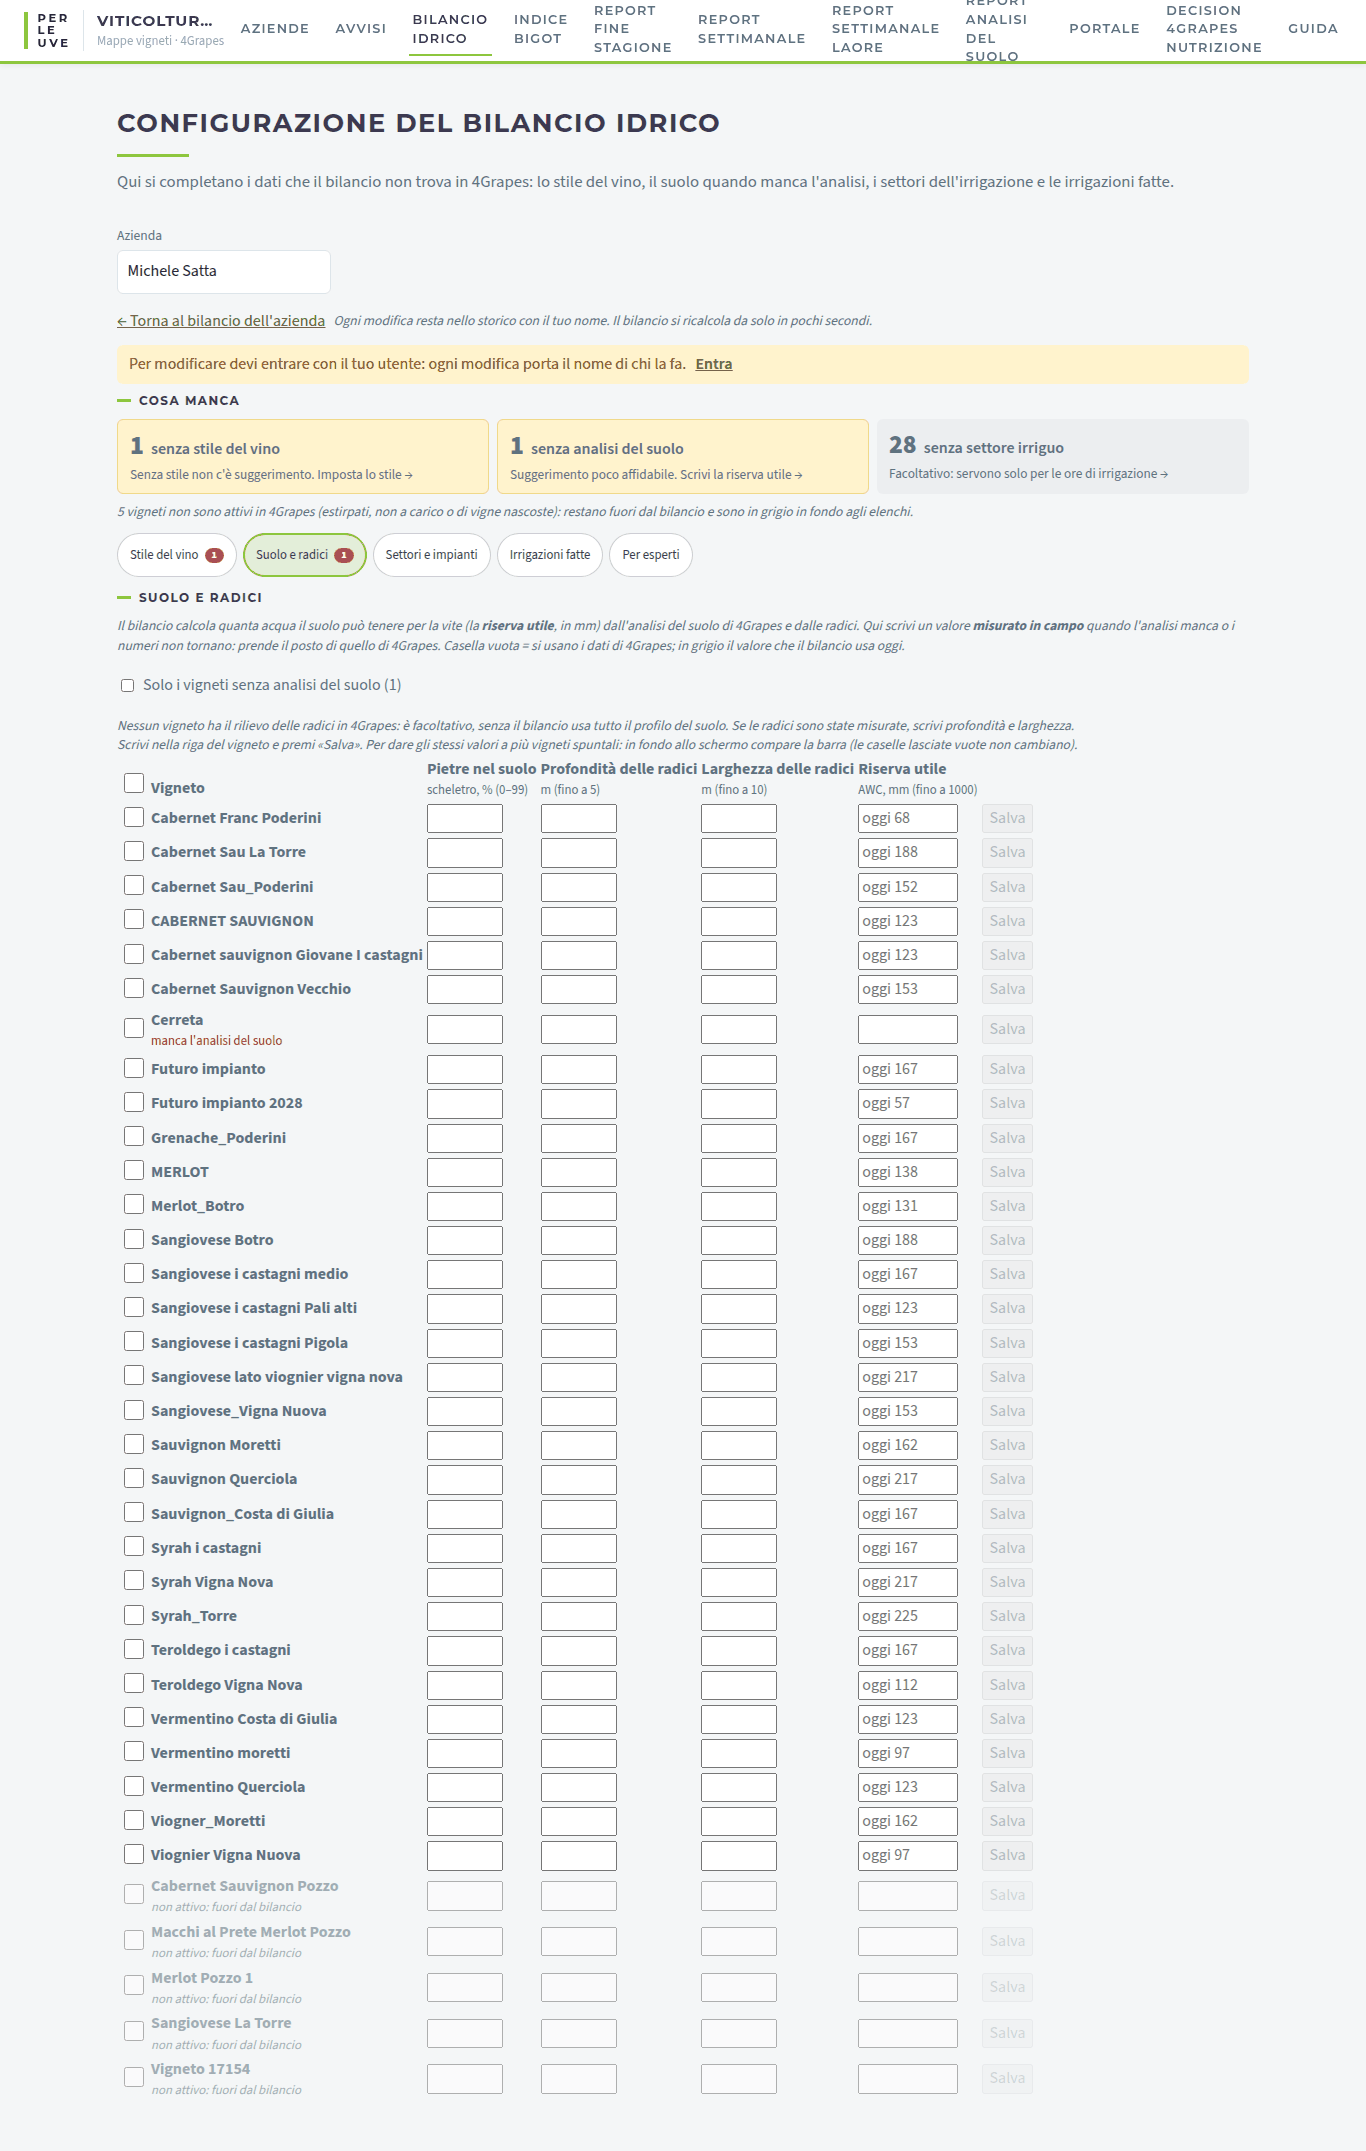 PER
LE
UVE
VITICOLTUR...
Mappe vigneti · 4Grapes
AZIENDE
AVVISI
BILANCIO
IDRICO
INDICE
BIGOT
REPORT
FINE
STAGIONE
REPORT
SETTIMANALE
REPORT
SETTIMANALE
LAORE
REPORT
ANALISI
DEL
SUOLO
PORTALE
DECISION
4GRAPES
NUTRIZIONE
GUIDA
CONFIGURAZIONE DEL BILANCIO IDRICO
Qui si completano i dati che il bilancio non trova in 4Grapes: lo stile del vino, il suolo quando manca l'analisi, i settori dell'irrigazione e le irrigazioni fatte.
Azienda
Michele Satta
← Torna al bilancio dell'azienda Ogni modifica resta nello storico con il tuo nome. Il bilancio si ricalcola da solo in pochi secondi.
Per modificare devi entrare con il tuo utente: ogni modifica porta il nome di chi la fa. Entra
COSA MANCA
1 senza stile del vino
Senza stile non c'è suggerimento. Imposta lo stile →
1 senza analisi del suolo
Suggerimento poco affidabile. Scrivi la riserva utile →
28 senza settore irriguo
Facoltativo: servono solo per le ore di irrigazione →
5 vigneti non sono attivi in 4Grapes (estirpati, non a carico o di vigne nascoste): restano fuori dal bilancio e sono in grigio in fondo agli elenchi.
Stile del vino 1 Suolo e radici 1 Settori e impianti Irrigazioni fatte Per esperti
SUOLO E RADICI
Il bilancio calcola quanta acqua il suolo può tenere per la vite (la riserva utile, in mm) dall'analisi del suolo di 4Grapes e dalle radici. Qui scrivi un valore misurato in campo quando l'analisi manca o i
numeri non tornano: prende il posto di quello di 4Grapes. Casella vuota = si usano i dati di 4Grapes; in grigio il valore che il bilancio usa oggi.
Solo i vigneti senza analisi del suolo (1)
Nessun vigneto ha il rilievo delle radici in 4Grapes: è facoltativo, senza il bilancio usa tutto il profilo del suolo. Se le radici sono state misurate, scrivi profondità e larghezza.
Scrivi nella riga del vigneto e premi «Salva». Per dare gli stessi valori a più vigneti spuntali: in fondo allo schermo compare la barra (le caselle lasciate vuote non cambiano).
Pietre nel suolo Profondità delle radici Larghezza delle radici Riserva utile
Vigneto scheletro, % (0–99) m (fino a 5) m (fino a 10) AWC, mm (fino a 1000)
Cabernet Franc Poderini oggi 68 Salva
Cabernet Sau La Torre oggi 188 Salva
Cabernet Sau_Poderini oggi 152 Salva
CABERNET SAUVIGNON oggi 123 Salva
Cabernet sauvignon Giovane I castagni oggi 123 Salva
Cabernet Sauvignon Vecchio oggi 153 Salva
Cerreta Salva
manca l'analisi del suolo
Futuro impianto oggi 167 Salva
Futuro impianto 2028 oggi 57 Salva
Grenache_Poderini oggi 167 Salva
MERLOT oggi 138 Salva
Merlot_Botro oggi 131 Salva
Sangiovese Botro oggi 188 Salva
Sangiovese i castagni medio oggi 167 Salva
Sangiovese i castagni Pali alti oggi 123 Salva
Sangiovese i castagni Pigola oggi 153 Salva
Sangiovese lato viognier vigna nova oggi 217 Salva
Sangiovese_Vigna Nuova oggi 153 Salva
Sauvignon Moretti oggi 162 Salva
Sauvignon Querciola oggi 217 Salva
Sauvignon_Costa di Giulia oggi 167 Salva
Syrah i castagni oggi 167 Salva
Syrah Vigna Nova oggi 217 Salva
Syrah_Torre oggi 225 Salva
Teroldego i castagni oggi 167 Salva
Teroldego Vigna Nova oggi 112 Salva
Vermentino Costa di Giulia oggi 123 Salva
Vermentino moretti oggi 97 Salva
Vermentino Querciola oggi 123 Salva
Viogner_Moretti oggi 162 Salva
Viognier Vigna Nuova oggi 97 Salva
Cabernet Sauvignon Pozzo Salva
non attivo: fuori dal bilancio
Macchi al Prete Merlot Pozzo Salva
non attivo: fuori dal bilancio
Merlot Pozzo 1 Salva
non attivo: fuori dal bilancio
Sangiovese La Torre Salva
non attivo: fuori dal bilancio
Vigneto 17154 Salva
non attivo: fuori dal bilancio